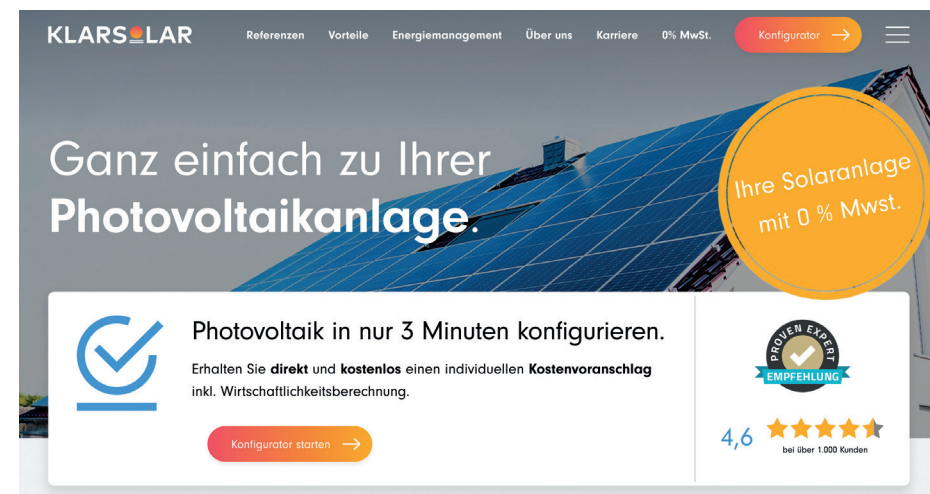 KLARSOLAR
Referenzen Vorteile Energiemanagement Über uns Karriere 0% MwSt. Konfigurator
Ganz einfach zu Ihrer
Photovoltaikanlage.
Ihre Solaranlage
mit 0 % Mwst.
Photovoltaik in nur 3 Minuten konfigurieren.
Erhalten Sie direkt und kostenlos einen individuellen Kostenvoranschlag
inkl. Wirtschaftlichkeitsberechnung.
Konfigurator starten
PROVEN EXPERT
EMPFEHLUNG
4,6
bei über 1.000 Kunden